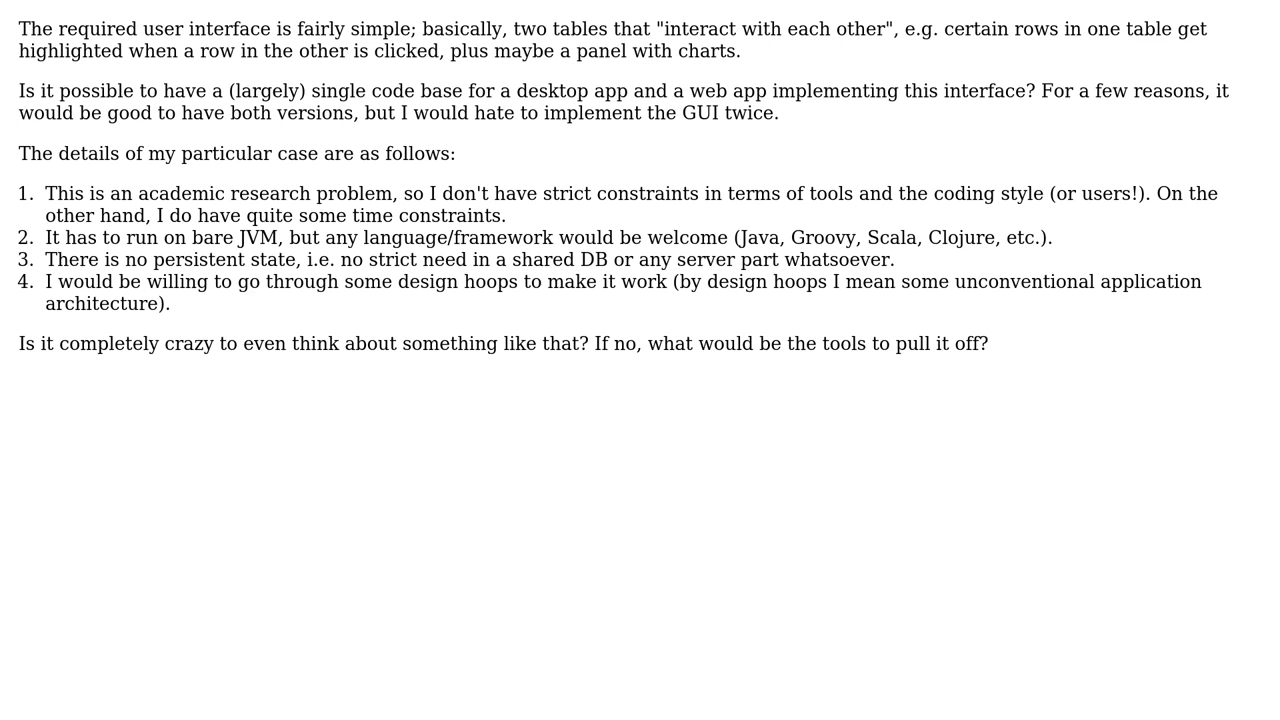 The required user interface is fairly simple; basically, two tables that "interact with each other", e.g. certain rows in one table get
highlighted when a row in the other is clicked, plus maybe a panel with charts.
Is it possible to have a (largely) single code base for a desktop app and a web app implementing this interface? For a few reasons, it
would be good to have both versions, but I would hate to implement the GUI twice.
The details of my particular case are as follows:
1. This is an academic research problem, so I don't have strict constraints in terms of tools and the coding style (or users!). On the
other hand, I do have quite some time constraints.
2. It has to run on bare JVM, but any language/framework would be welcome (Java, Groovy, Scala, Clojure, etc.).
3. There is no persistent state, i.e. no strict need in a shared DB or any server part whatsoever.
4. I would be willing to go through some design hoops to make it work (by design hoops I mean some unconventional application
architecture).
Is it completely crazy to even think about something like that? If no, what would be the tools to pull it off?